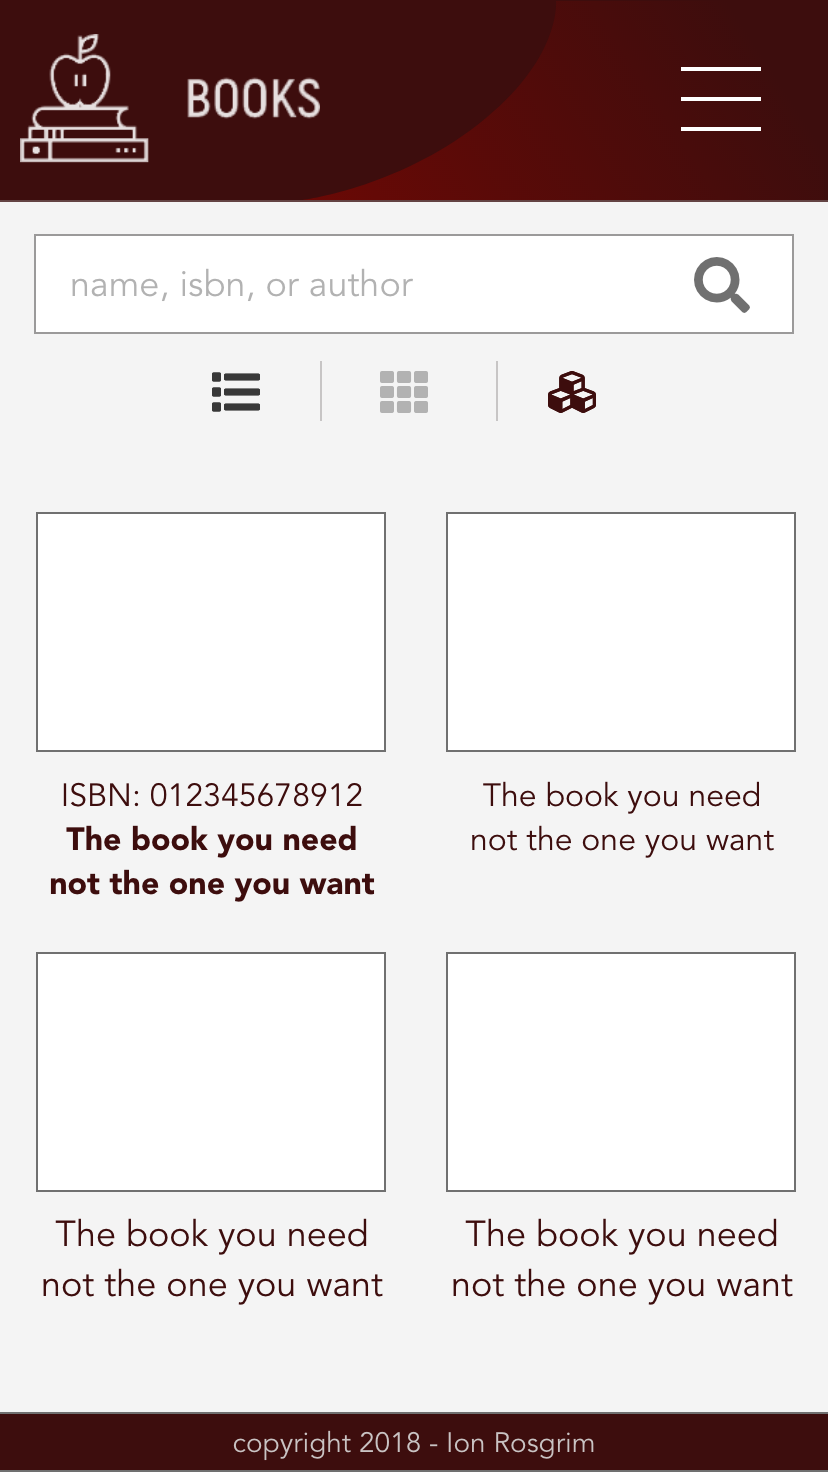 BOOKS
name, isbn, or author
ISBN: 012345678912
The book you need
not the one you want
The book you need
not the one you want
The book you need
not the one you want
The book you need
not the one you want
copyright 2018 - Ion Rosgrim